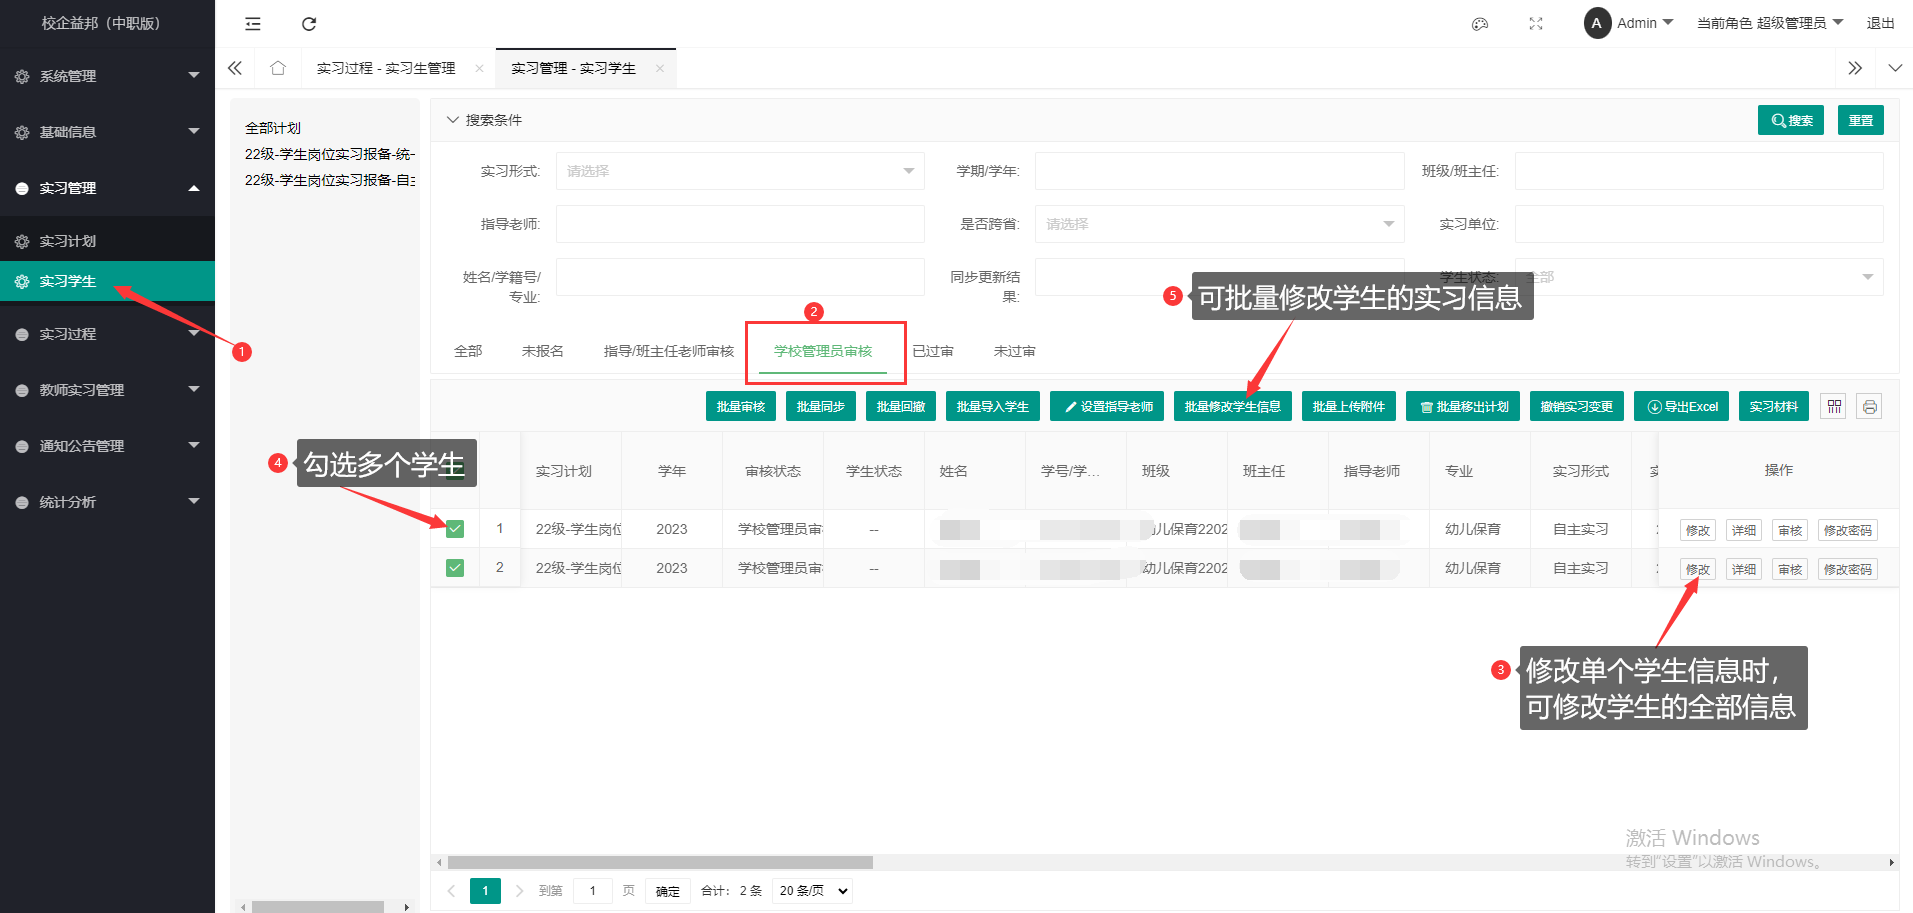 校企益邦（中职版）
A Admin
当前角色 超级管理员
退出
系统管理
基础信息
实习管理
实习计划
实习学生
实习过程
教师实习管理
通知公告管理
统计分析
实习过程 - 实习生管理
实习管理 - 实习学生
全部计划
22级-学生岗位实习报备-统一
22级-学生岗位实习报备-自主
搜索条件
搜索
重置
实习形式:
请选择
学期/学年:
班级/班主任:
指导老师:
是否跨省:
请选择
实习单位:
姓名/学籍号/
专业:
同步更新结
果:
学生状态:
全部
1
2
5
可批量修改学生的实习信息
全部
未报名
指导/班主任老师审核
学校管理员审核
已过审
未过审
批量审核
批量同步
批量回撤
批量导入学生
设置指导老师
批量修改学生信息
批量上传附件
批量移出计划
撤销实习变更
导出Excel
实习材料
4
勾选多个学生
实习计划
学年
审核状态
学生状态
姓名
学号/学...
班级
班主任
指导老师
专业
实习形式
操作
1
22级-学生岗位
2023
学校管理员审
--
幼儿保育2202
幼儿保育
自主实习
修改
详细
审核
修改密码
2
22级-学生岗位
2023
学校管理员审
--
幼儿保育2202
幼儿保育
自主实习
修改
详细
审核
修改密码
3
修改单个学生信息时，
可修改学生的全部信息
激活 Windows
转到"设置"以激活 Windows。
1
到第
1
页
确定
合计：2 条
20 条/页